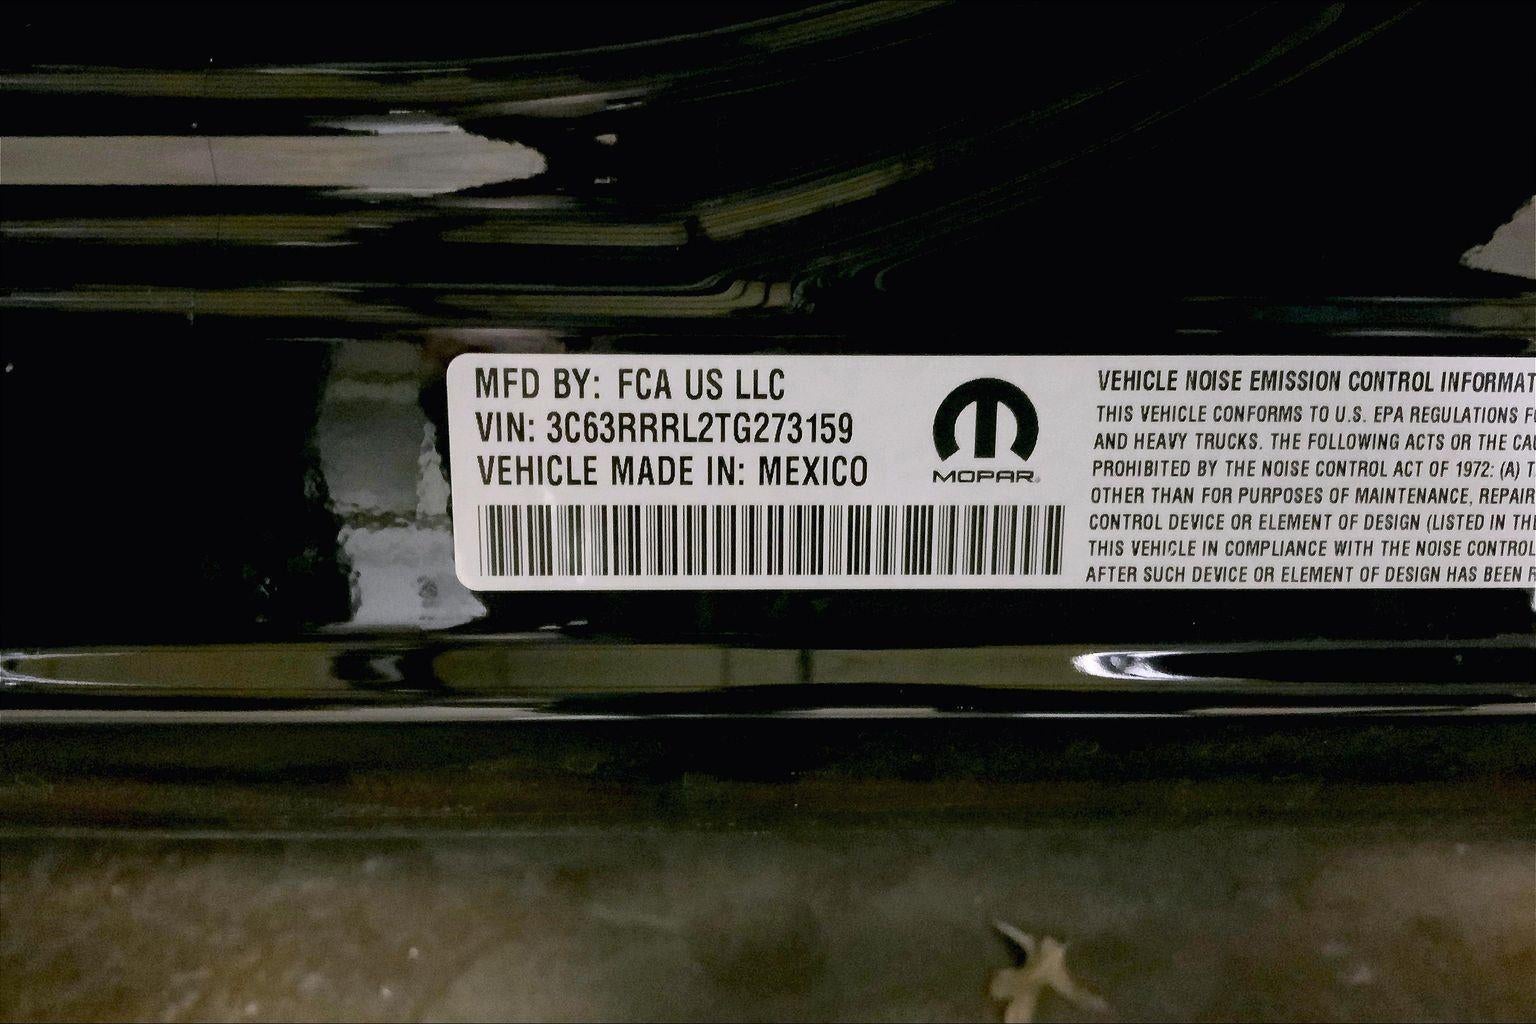 MFD BY: FCA US LLC
VIN: 3C63RRRL2TG273159
VEHICLE MADE IN: MEXICO
MOPAR®
VEHICLE NOISE EMISSION CONTROL INFORMAT
THIS VEHICLE CONFORMS TO U.S. EPA REGULATIONS F
AND HEAVY TRUCKS. THE FOLLOWING ACTS OR THE CA
PROHIBITED BY THE NOISE CONTROL ACT OF 1972: (A) T
OTHER THAN FOR PURPOSES OF MAINTENANCE, REPAIR
CONTROL DEVICE OR ELEMENT OF DESIGN (LISTED IN THE
THIS VEHICLE IN COMPLIANCE WITH THE NOISE CONTROL
AFTER SUCH DEVICE OR ELEMENT OF DESIGN HAS BEEN R